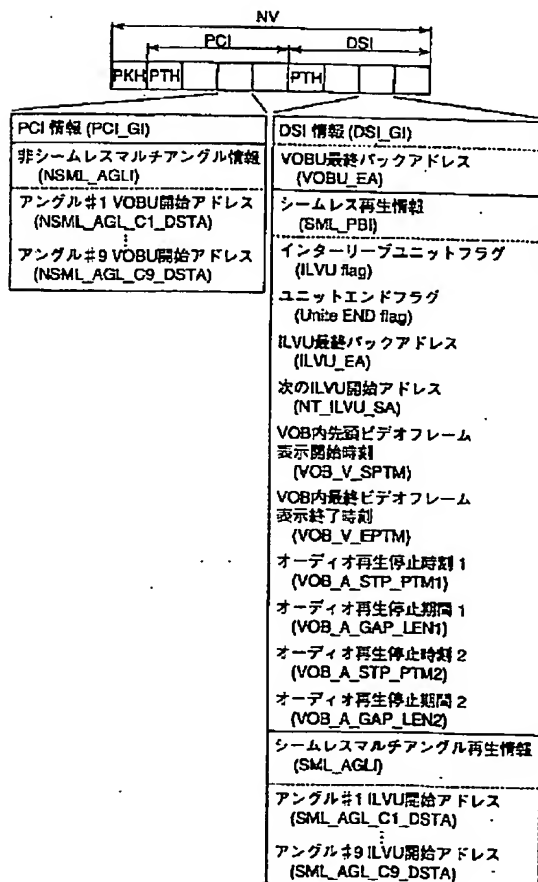 NV
PCI DSI
PKH PTH PTH
PCI 情報 (PCI_GI)
非シームレスマルチアングル情報
(NSML_AGLI)
アングル#1 VOBU開始アドレス
(NSML_AGL_C1_DSTA)
アングル#9 VOBU開始アドレス
(NSML_AGL_C9_DSTA)
DSI 情報 (DSI_GI)
VOBU最終パックアドレス
(VOBU_EA)
シームレス再生情報
(SML_PBI)
インターリーブユニットフラグ
(ILVU flag)
ユニットエンドフラグ
(Unite END flag)
ILVU最終パックアドレス
(ILVU_EA)
次のILVU開始アドレス
(NT_ILVU_SA)
VOB内先頭ビデオフレーム
表示開始時刻
(VOB_V_SPTM)
VOB内最終ビデオフレーム
表示終了時刻
(VOB_V_EPTM)
オーディオ再生停止時刻 1
(VOB_A_STP_PTM1)
オーディオ再生停止期間 1
(VOB_A_GAP_LEN1)
オーディオ再生停止時刻 2
(VOB_A_STP_PTM2)
オーディオ再生停止期間 2
(VOB_A_GAP_LEN2)
シームレスマルチアングル再生情報
(SML_AGLI)
アングル#1 ILVU開始アドレス
(SML_AGL_C1_DSTA)
アングル#9 ILVU開始アドレス
(SML_AGL_C9_DSTA)